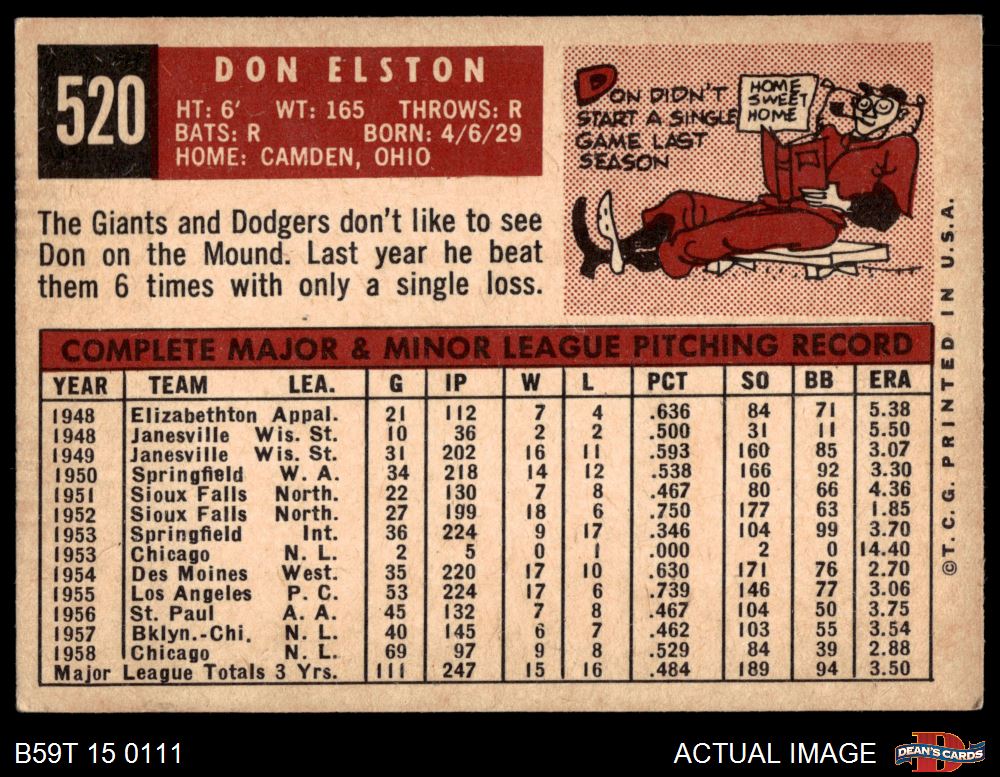 520
DON ELSTON
HT: 6' WT: 165 THROWS: R
BATS: R BORN: 4/6/29
HOME: CAMDEN, OHIO
DON DIDN'T
START A SINGLE
GAME LAST
SEASON
HOME
SWEET
HOME
The Giants and Dodgers don't like to see
Don on the Mound. Last year he beat
them 6 times with only a single loss.
COMPLETE MAJOR & MINOR LEAGUE PITCHING RECORD
YEAR TEAM LEA. G IP W L PCT SO BB ERA
1948 Elizabethton Appal. 21 112 7 4 .636 84 71 5.38
1948 Janesville Wis. St. 10 36 2 2 .500 31 11 5.50
1949 Janesville Wis. St. 31 202 16 11 .593 160 85 3.07
1950 Springfield W. A. 34 218 14 12 .538 166 92 3.30
1951 Sioux Falls North. 22 130 7 8 .467 80 66 4.36
1952 Sioux Falls North. 27 199 18 6 .750 177 63 1.85
1953 Springfield Int. 36 224 9 17 .346 104 99 3.70
1953 Chicago N. L. 2 5 0 1 .000 2 0 14.40
1954 Des Moines West. 35 220 17 10 .630 171 76 2.70
1955 Los Angeles P. C. 53 224 17 6 .739 146 77 3.06
1956 St. Paul A. A. 45 132 7 8 .467 104 50 3.75
1957 Bklyn.-Chi. N. L. 40 145 6 7 .462 103 55 3.54
1958 Chicago N. L. 69 97 9 8 .529 84 39 2.88
Major League Totals 3 Yrs. 111 247 15 16 .484 189 94 3.50
©T. C. G. PRINTED IN U.S.A.
B59T 15 0111
ACTUAL IMAGE
DEAN'S CARDS